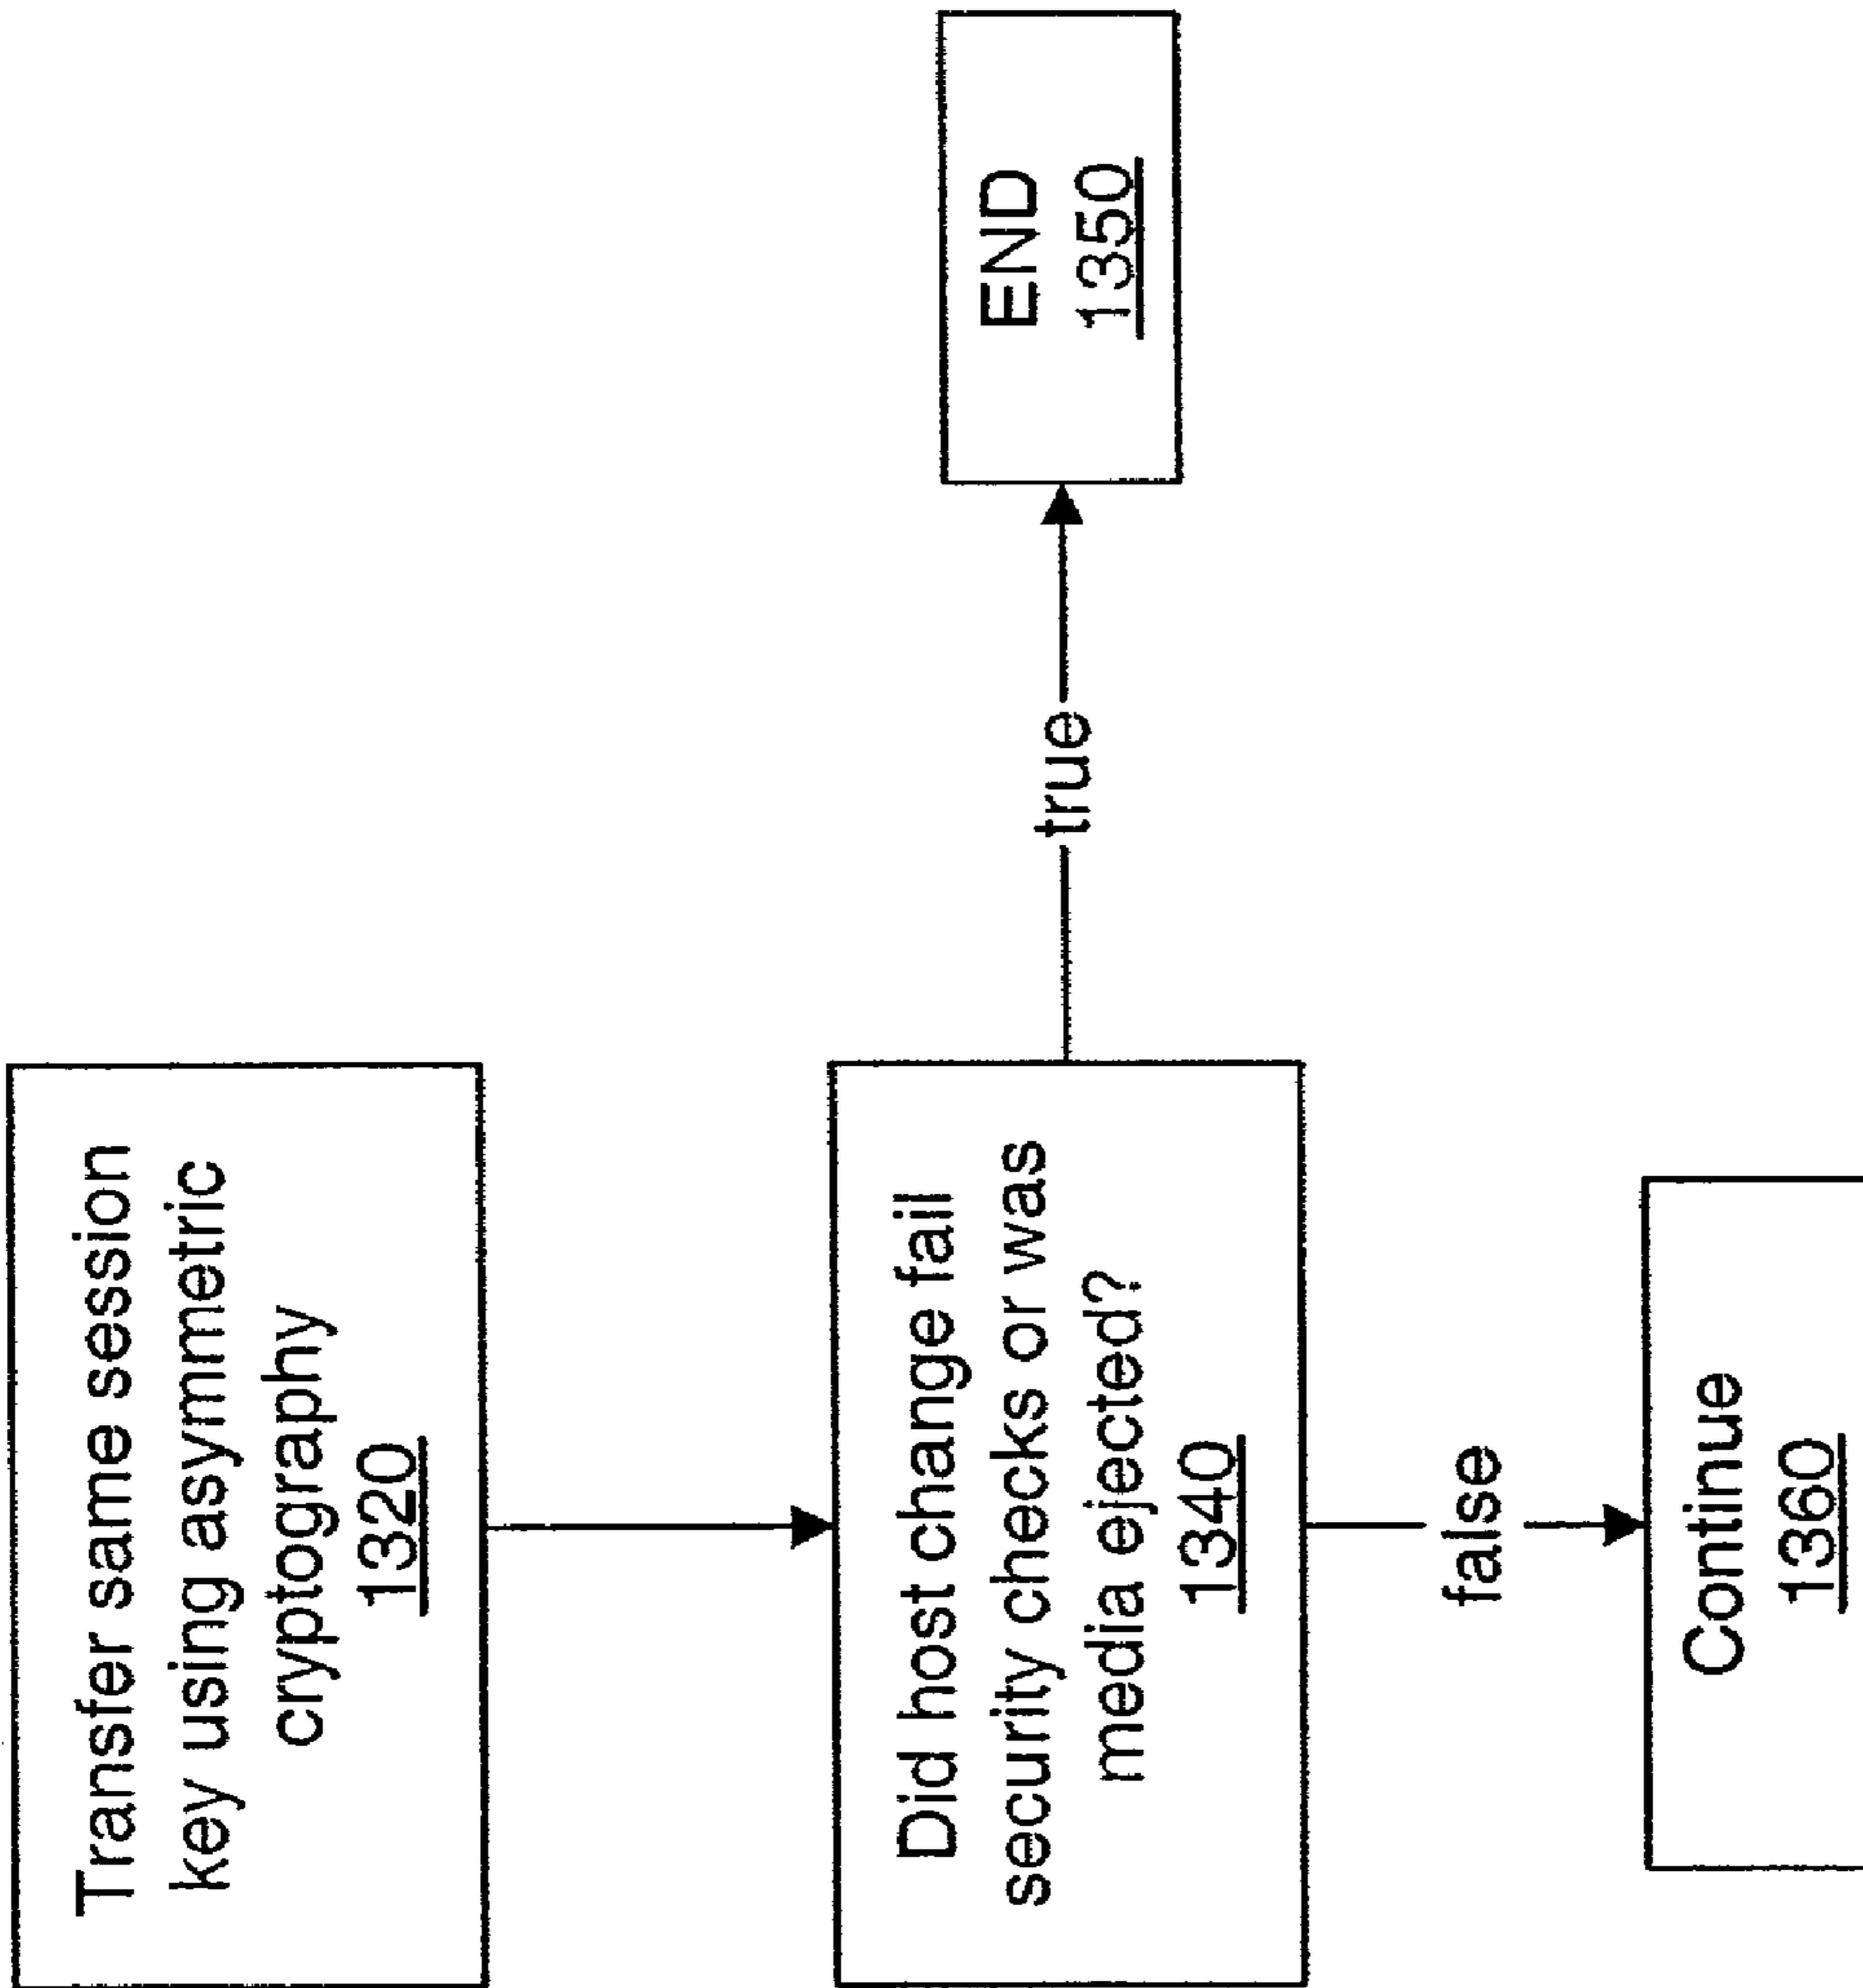 Transfer same session
key using asymmetric
cryptography
1320
Did host change fail
security checks or was
media ejected?
1340
true
END
1350
false
Continue
1360